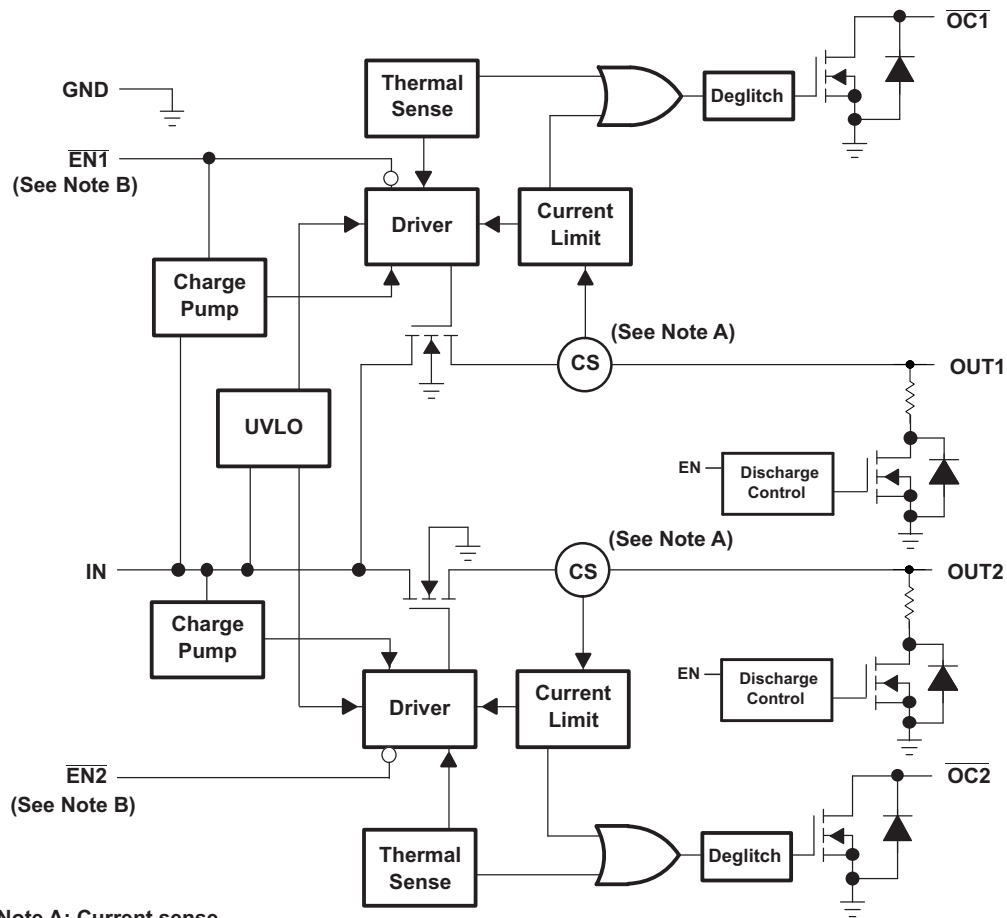 OC1
Thermal
Sense
Deglitch
GND
EN1
(See Note B)
Driver
Current
Limit
Charge
Pump
(See Note A)
CS
OUT1
UVLO
EN
Discharge
Control
(See Note A)
IN
CS
OUT2
Charge
Pump
EN
Discharge
Control
Driver
Current
Limit
EN2
(See Note B)
OC2
Thermal
Sense
Deglitch
Note A: Current sense